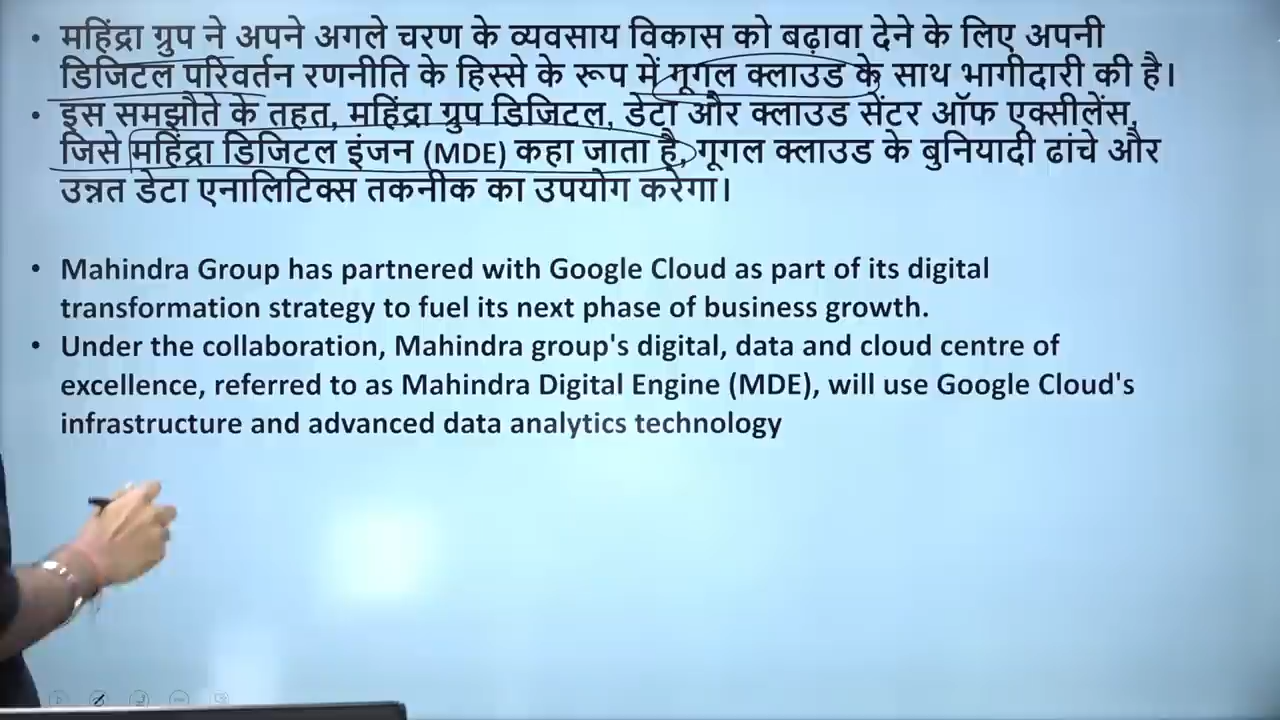 महिंद्रा ग्रुप ने अपने अगले चरण के व्यवसाय विकास को बढ़ावा देने के लिए अपनी
डिजिटल परिवर्तन रणनीति के हिस्से के रूप में गूगल क्लाउड के साथ भागीदारी की है।
इस समझौते के तहत, महिंद्रा ग्रुप डिजिटल, डेटा और क्लाउड सेंटर ऑफ एक्सीलेंस,
जिसे महिंद्रा डिजिटल इंजन (MDE) कहा जाता है, गूगल क्लाउड के बुनियादी ढांचे और
उन्नत डेटा एनालिटिक्स तकनीक का उपयोग करेगा।
Mahindra Group has partnered with Google Cloud as part of its digital
transformation strategy to fuel its next phase of business growth.
Under the collaboration, Mahindra group's digital, data and cloud centre of
excellence, referred to as Mahindra Digital Engine (MDE), will use Google Cloud's
infrastructure and advanced data analytics technology